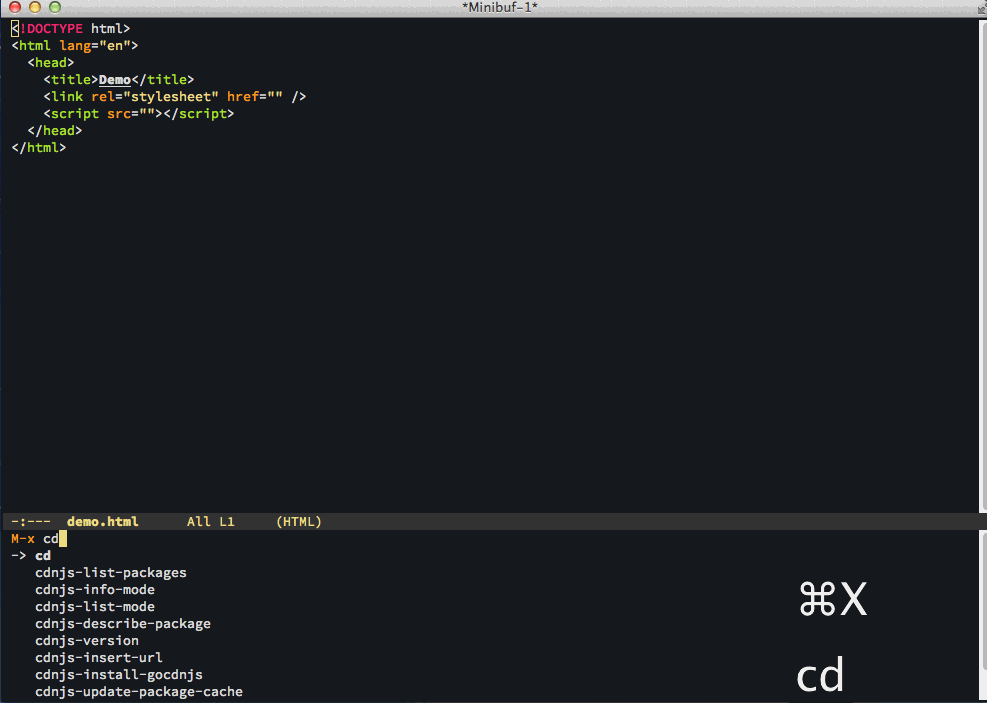 *Minibuf-1*
<!DOCTYPE html>
<html lang="en">
  <head>
    <title>Demo</title>
    <link rel="stylesheet" href="" />
    <script src=""></script>
  </head>
</html>
-:---  demo.html      All L1     (HTML)
M-x cd
-> cd
   cdnjs-list-packages
   cdnjs-info-mode
   cdnjs-list-mode
   cdnjs-describe-package
   cdnjs-version
   cdnjs-insert-url
   cdnjs-install-gocdnjs
   cdnjs-update-package-cache
⌘X
cd